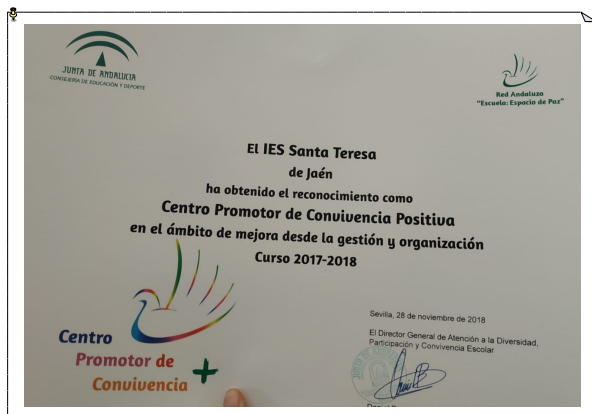 JUNTA DE ANDALUCIA
CONSEJERÍA DE EDUCACIÓN Y DEPORTE
Red Andaluza
"Escuela: Espacio de Paz"
El IES Santa Teresa
de Jaén
ha obtenido el reconocimiento como
Centro Promotor de Convivencia Positiva
en el ámbito de mejora desde la gestión y organización
Curso 2017-2018
Sevilla, 28 de noviembre de 2018
El Director General de Atención a la Diversidad,
Participación y Convivencia Escolar
Centro
Promotor de
Convivencia +